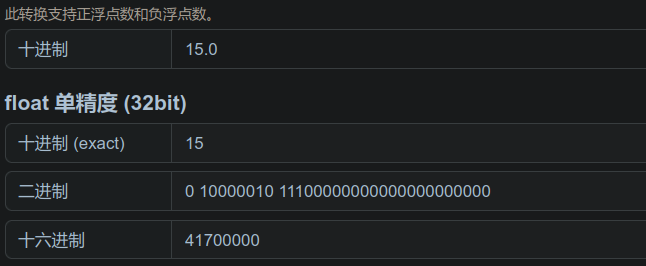 此转换支持正浮点数和负浮点数。
十进制 15.0
float 单精度 (32bit)
十进制 (exact) 15
二进制 0 10000010 11100000000000000000000
十六进制 41700000